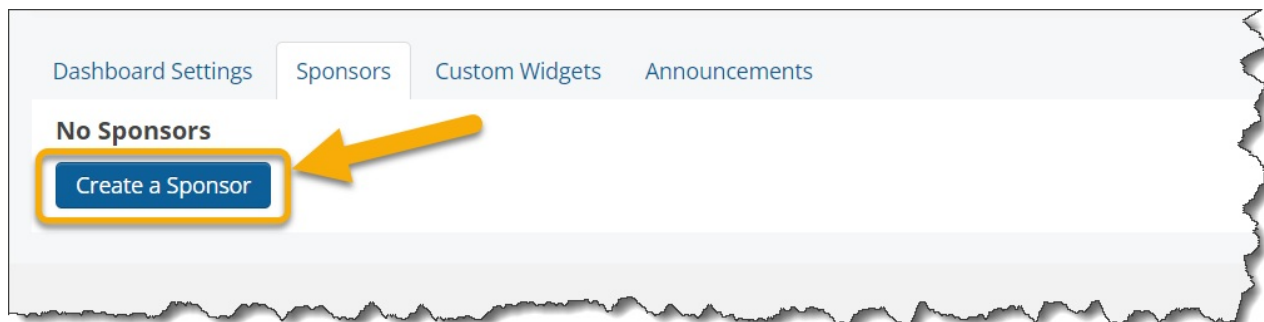 Dashboard Settings Sponsors Custom Widgets Announcements
No Sponsors
Create a Sponsor